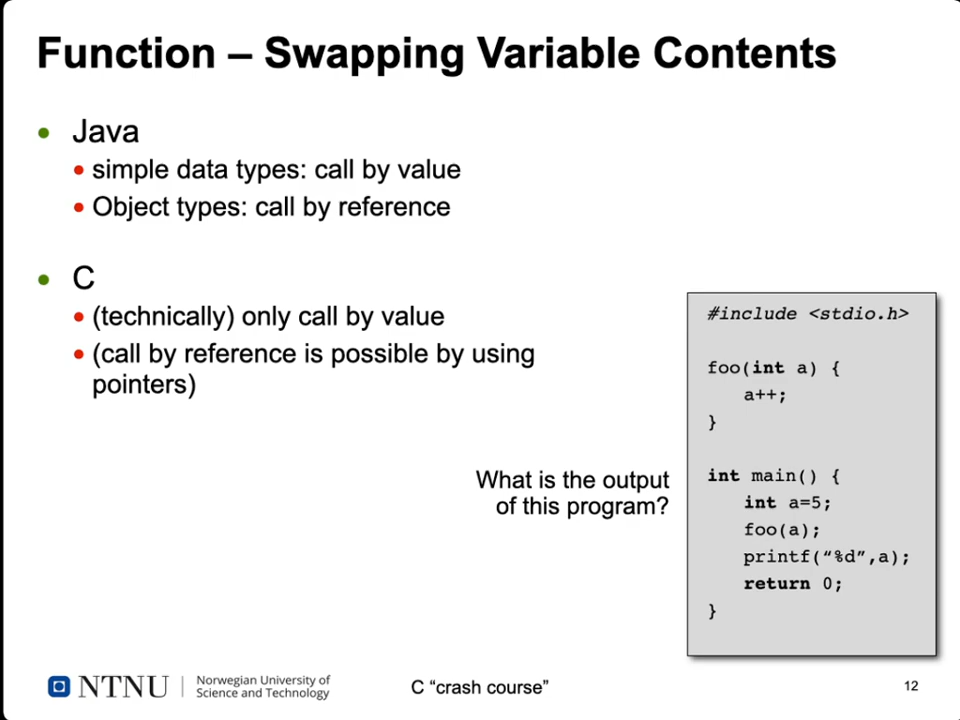 Function – Swapping Variable Contents
Java
simple data types: call by value
Object types: call by reference
C
(technically) only call by value
(call by reference is possible by using
pointers)
What is the output
of this program?
#include <stdio.h>
foo(int a) {
a++;
}
int main() {
int a=5;
foo(a);
printf(“%d”,a);
return 0;
}
NTNU
Norwegian University of
Science and Technology
C “crash course”
12